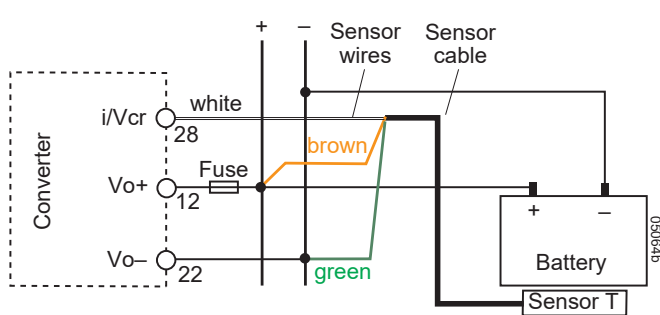 +
–
Sensor
wires
Sensor
cable
i/Vcr
white
28
brown
Converter
Fuse
Vo+
12
+
–
Vo–
22
green
Battery
05064b
Sensor T